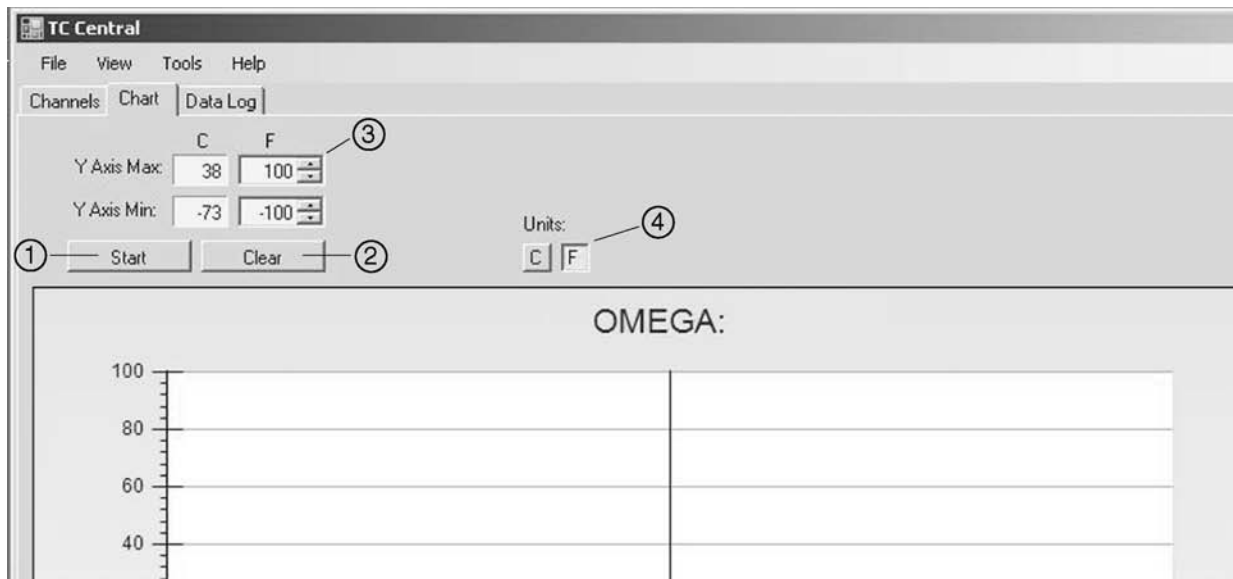 TC Central
File View Tools Help
Channels Chart Data Log
C F ③
Y Axis Max: 38 100
Y Axis Min: -73 -100
Units: ④
① Start Clear ② C F
OMEGA:
100
80
60
40